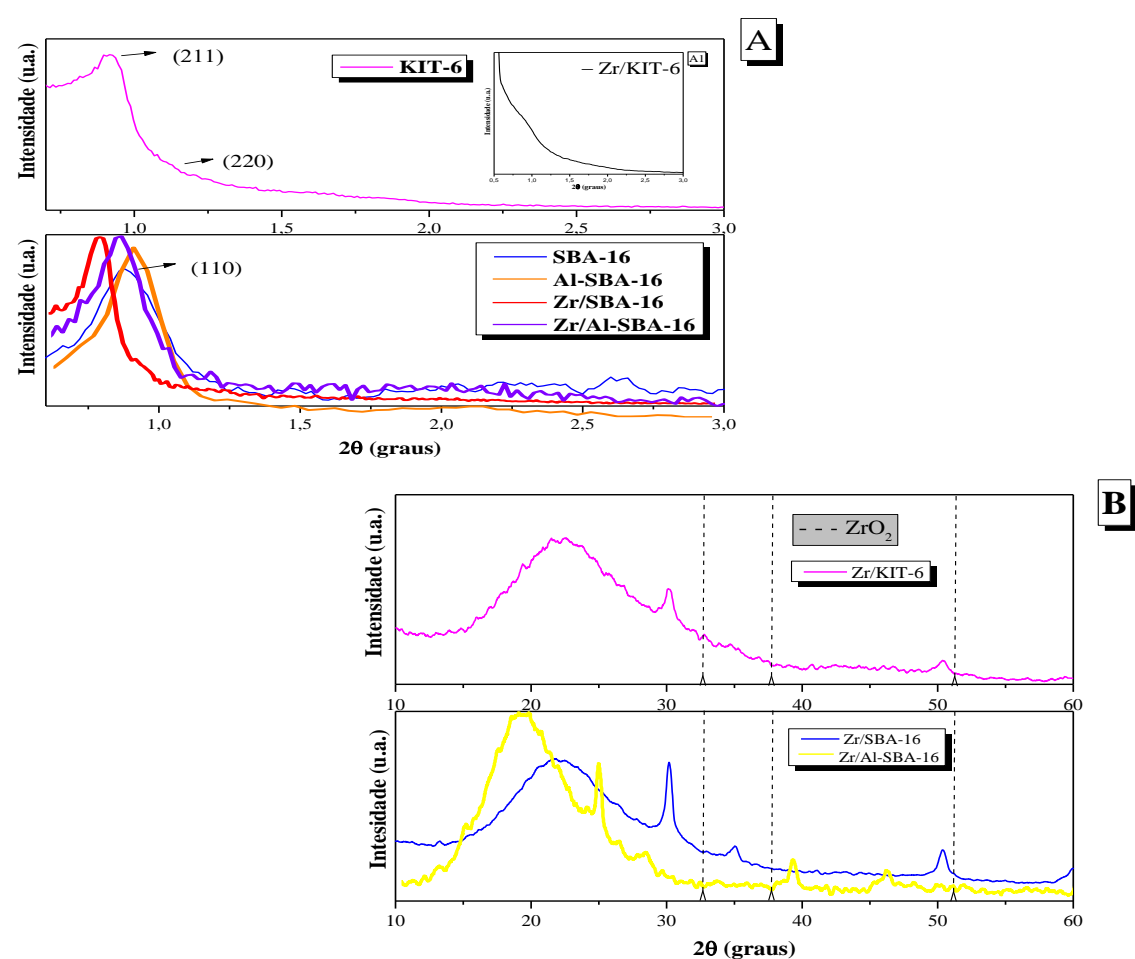 A
(211)
KIT-6
A1
Zr/KIT-6
Intensidade (u.a.)
0,5 1,0 1,5 2,0 2,5 3,0
2θ (graus)
(220)
Intensidade (u.a.)
1,0 1,5 2,0 2,5 3,0
(110)
SBA-16
Al-SBA-16
Zr/SBA-16
Zr/Al-SBA-16
Intensidade (u.a.)
1,0 1,5 2,0 2,5 3,0
2θ (graus)
B
ZrO2
Zr/KIT-6
Intensidade (u.a.)
10 20 30 40 50 60
Zr/SBA-16
Zr/Al-SBA-16
Intesidade (u.a.)
10 20 30 40 50 60
2θ (graus)